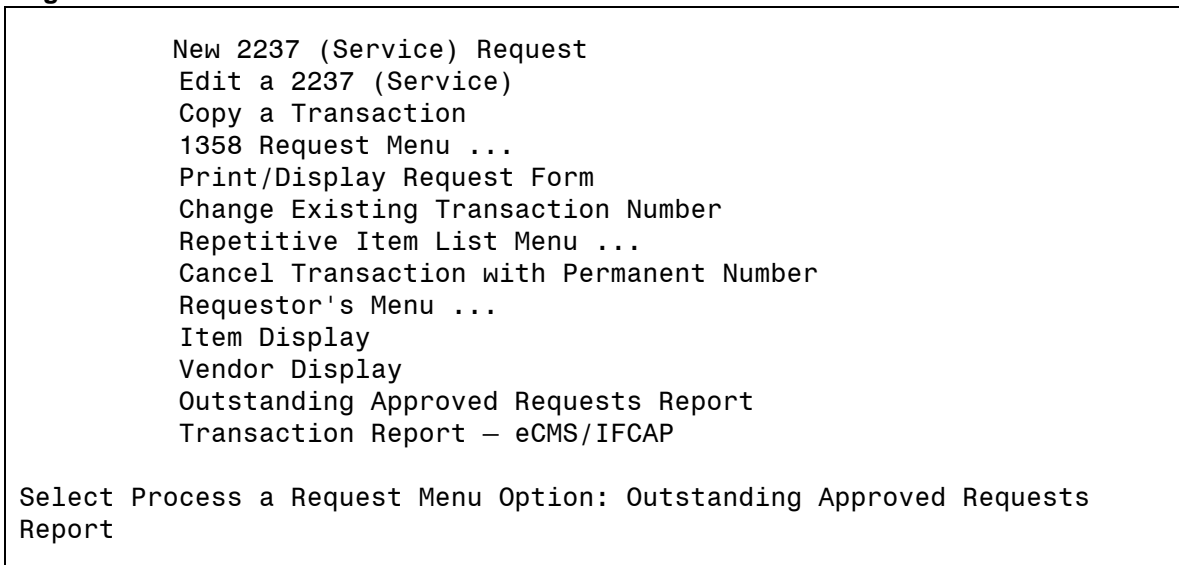 New 2237 (Service) Request
Edit a 2237 (Service)
Copy a Transaction
1358 Request Menu ...
Print/Display Request Form
Change Existing Transaction Number
Repetitive Item List Menu ...
Cancel Transaction with Permanent Number
Requestor's Menu ...
Item Display
Vendor Display
Outstanding Approved Requests Report
Transaction Report – eCMS/IFCAP
Select Process a Request Menu Option: Outstanding Approved Requests
Report